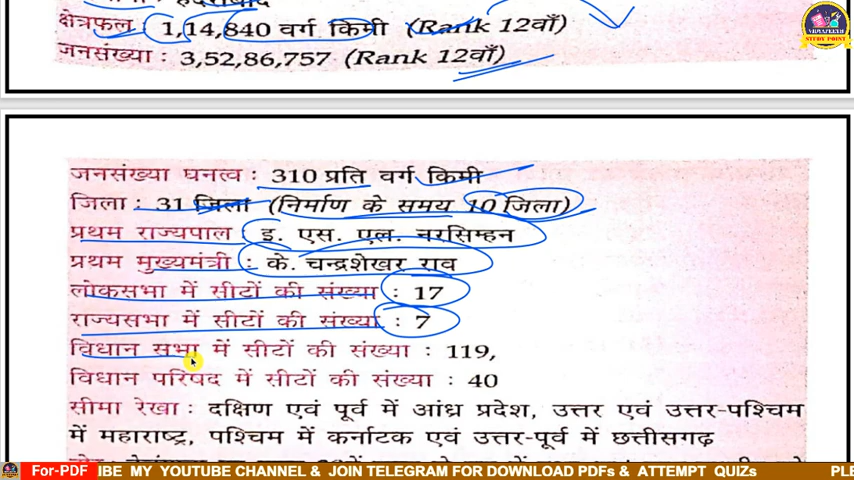 क्षेत्रफल : 1,14,840 वर्ग किमी (Rank 12वाँ)
जनसंख्या : 3,52,86,757 (Rank 12वाँ)
VIDYAPEETH
STUDY POINT
जनसंख्या घनत्व : 310 प्रति वर्ग किमी
जिला : 31 जिला (निर्माण के समय 10 जिला)
प्रथम राज्यपाल : इ. एस. एल. नरसिम्हन
प्रथम मुख्यमंत्री : के. चन्द्रशेखर राव
लोकसभा में सीटों की संख्या : 17
राज्यसभा में सीटों की संख्या : 7
विधान सभा में सीटों की संख्या : 119,
विधान परिषद में सीटों की संख्या : 40
सीमा रेखा : दक्षिण एवं पूर्व में आंध्र प्रदेश, उत्तर एवं उत्तर-पश्चिम
में महाराष्ट्र, पश्चिम में कर्नाटक एवं उत्तर-पूर्व में छत्तीसगढ़
For-PDF IBE MY YOUTUBE CHANNEL & JOIN TELEGRAM FOR DOWNLOAD PDFs & ATTEMPT QUIZs PLE